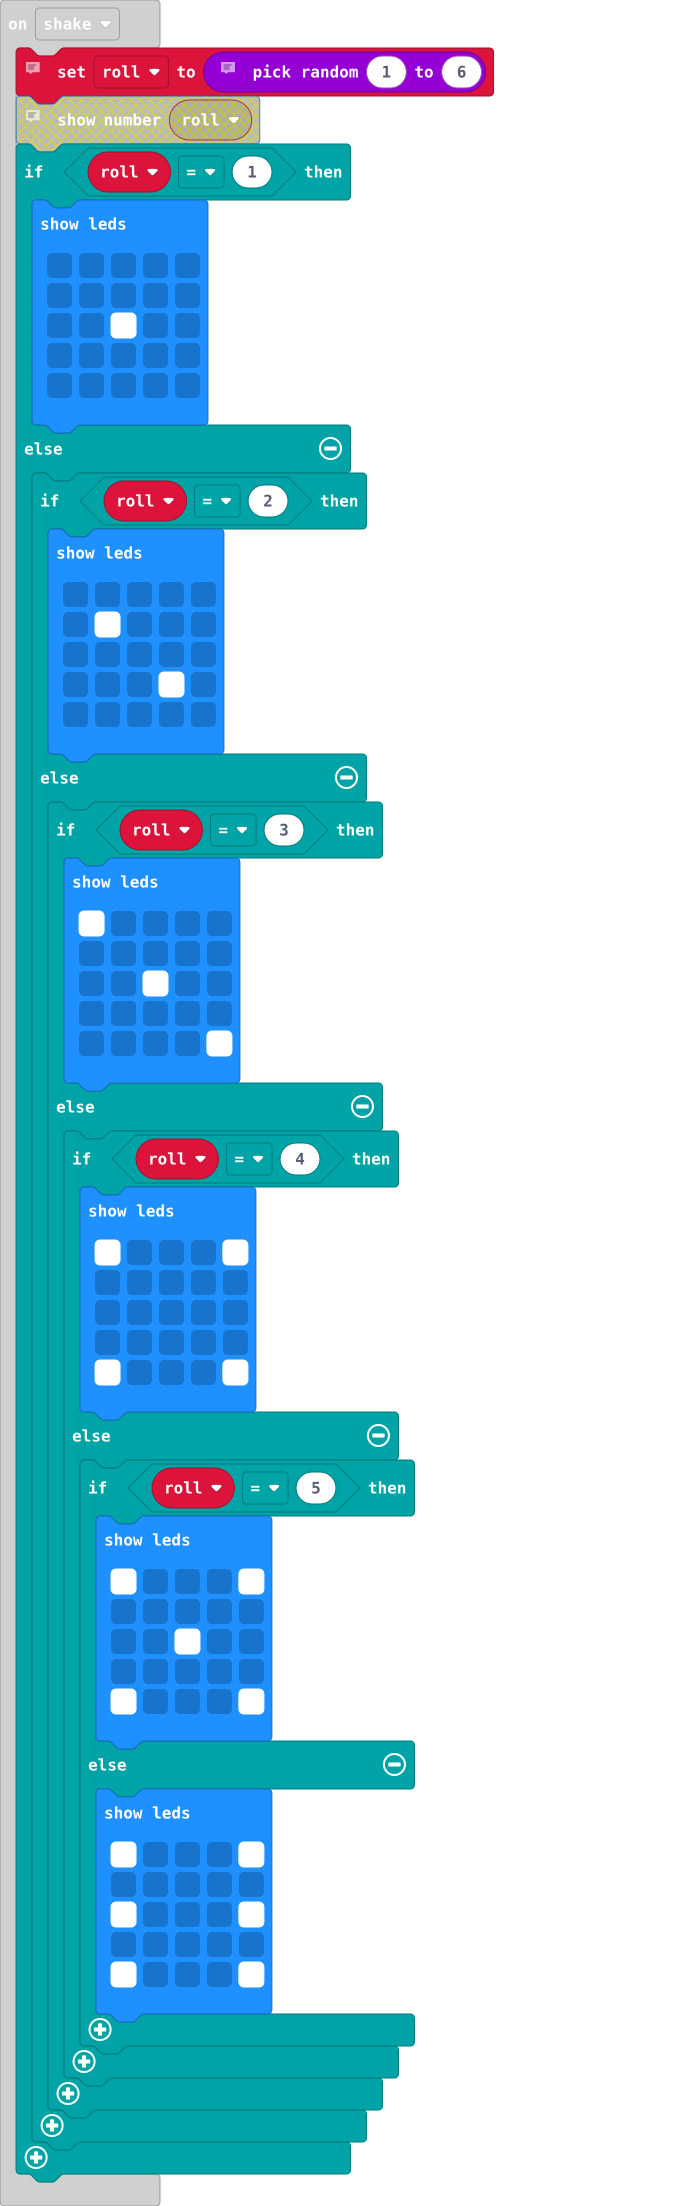 on shake
set roll to pick random 1 to 6
show number roll
if roll = 1 then
show leds
else
if roll = 2 then
show leds
else
if roll = 3 then
show leds
else
if roll = 4 then
show leds
else
if roll = 5 then
show leds
else
show leds